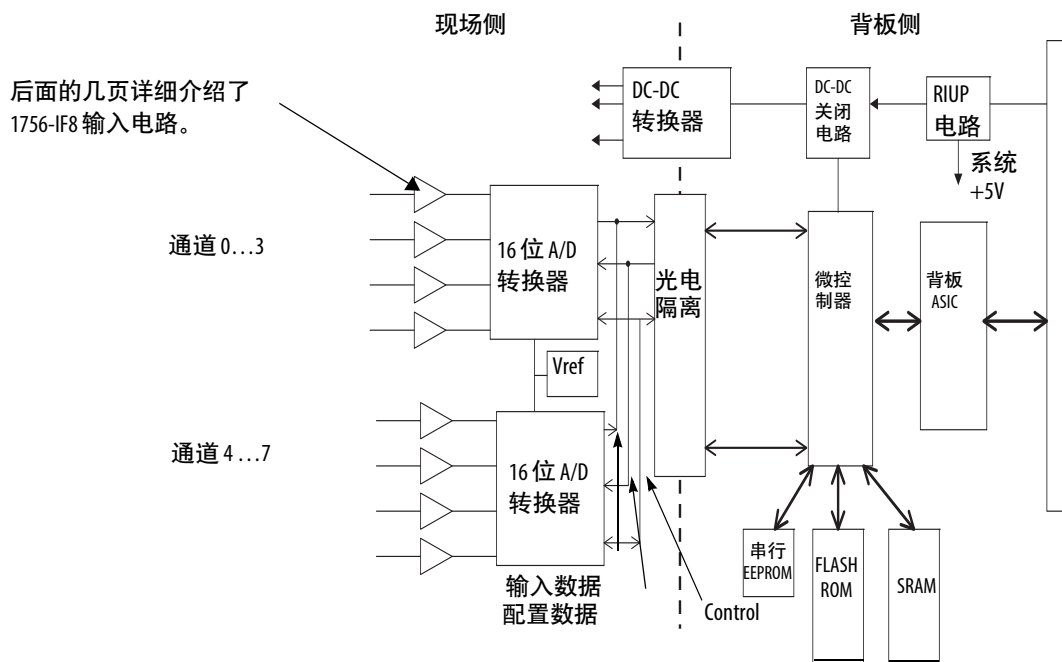 现场侧
背板侧
后面的几页详细介绍了
1756-IF8 输入电路。
DC-DC
转换器
DC-DC
关闭
电路
RIUP
电路
系统
+5V
通道 0…3
16 位 A/D
转换器
光电
隔离
微控
制器
背板
ASIC
Vref
通道 4 …7
16 位 A/D
转换器
串行
EEPROM
FLASH
ROM
SRAM
输入数据
配置数据
Control